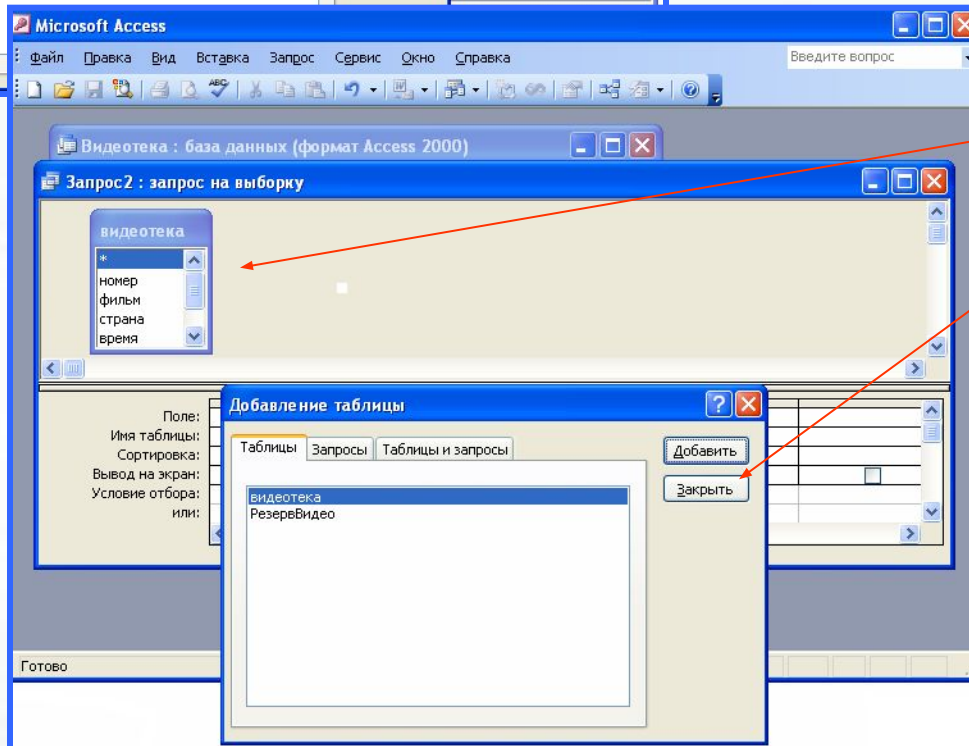 Microsoft Access
Файл Правка Вид Вставка Запрос Сервис Окно Справка
Введите вопрос
Видеотека : база данных (формат Access 2000)
Запрос2 : запрос на выборку
видеотека
*
номер
фильм
страна
время
Поле:
Имя таблицы:
Сортировка:
Вывод на экран:
Условие отбора:
или:
Добавление таблицы
Таблицы Запросы Таблицы и запросы
Добавить
Закрыть
видеотека
РезервВидео
Готово